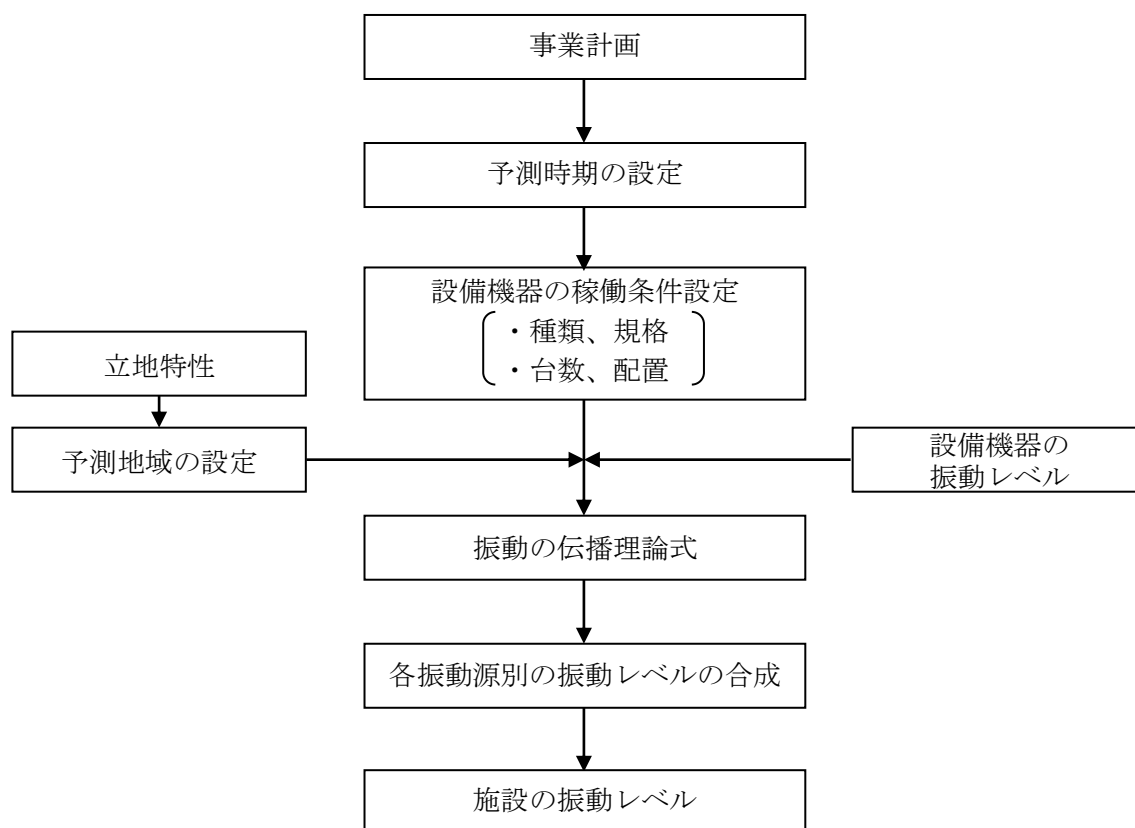 事業計画
予測時期の設定
設備機器の稼働条件設定
・種類、規格
・台数、配置
立地特性
予測地域の設定
設備機器の
振動レベル
振動の伝播理論式
各振動源別の振動レベルの合成
施設の振動レベル